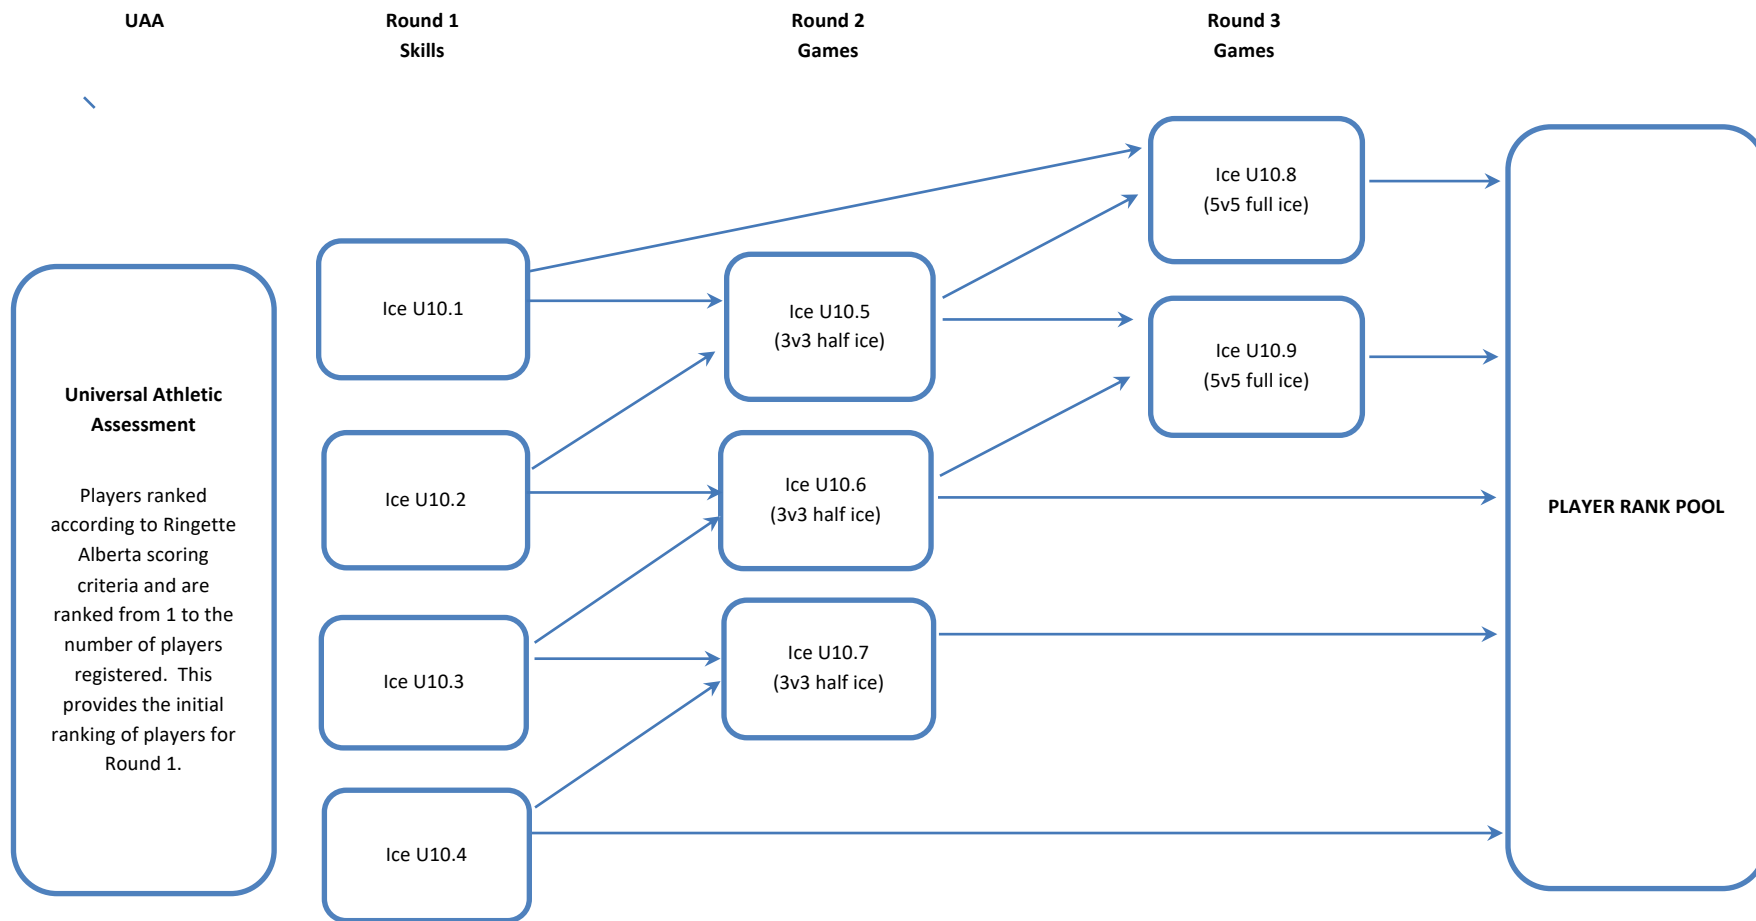 UAA
Round 1
Skills
Round 2
Games
Round 3
Games
Universal Athletic
Assessment
Players ranked
according to Ringette
Alberta scoring
criteria and are
ranked from 1 to the
number of players
registered.  This
provides the initial
ranking of players for
Round 1.
Ice U10.1
Ice U10.2
Ice U10.3
Ice U10.4
Ice U10.5
(3v3 half ice)
Ice U10.6
(3v3 half ice)
Ice U10.7
(3v3 half ice)
Ice U10.8
(5v5 full ice)
Ice U10.9
(5v5 full ice)
PLAYER RANK POOL